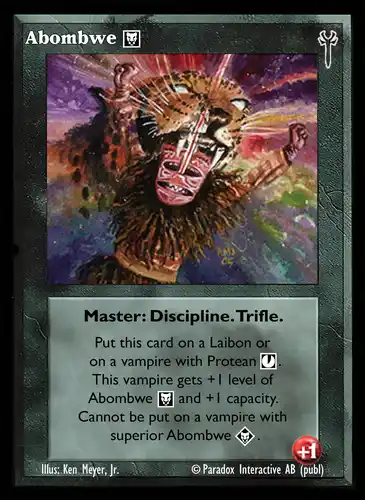 Abombwe
Master: Discipline. Trifle.
Put this card on a Laibon or
on a vampire with Protean .
This vampire gets +1 level of
Abombwe and +1 capacity.
Cannot be put on a vampire with
superior Abombwe .
+1
Illus: Ken Meyer, Jr.
© Paradox Interactive AB (publ)